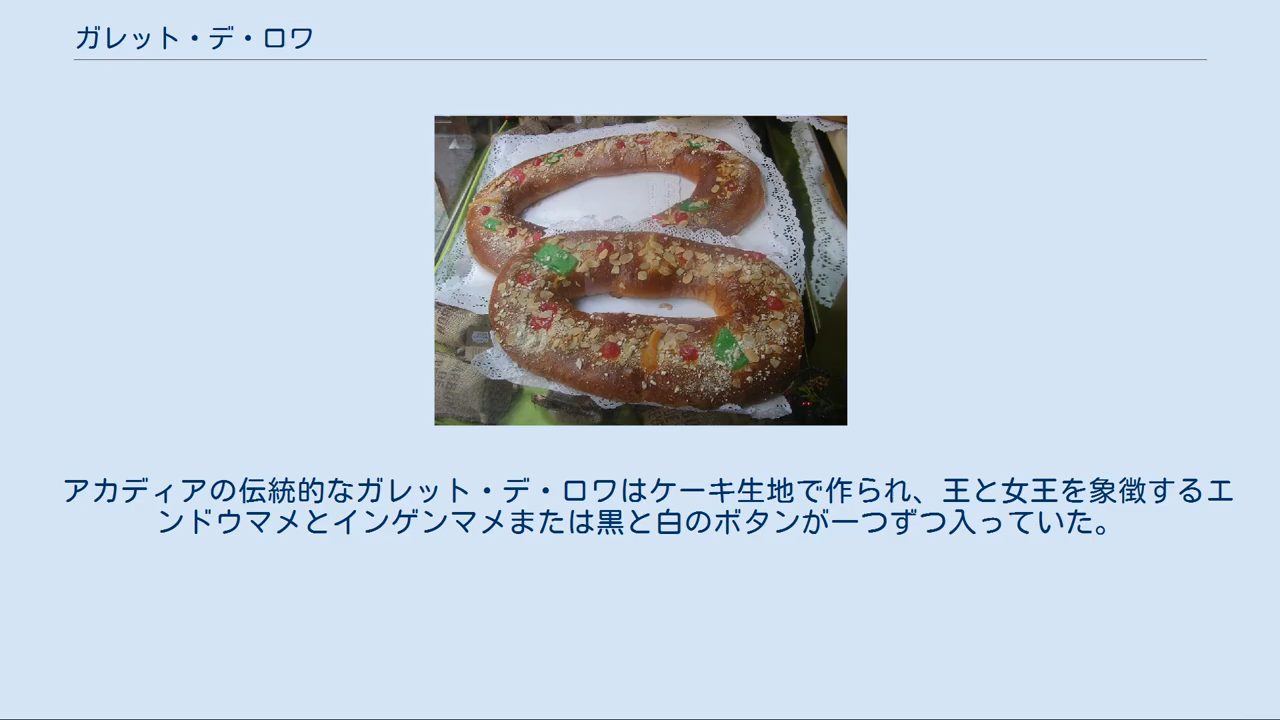 ガレット・デ・ロワ
アカディアの伝統的なガレット・デ・ロワはケーキ生地で作られ、王と女王を象徴するエ
ンドウマメとインゲンマメまたは黒と白のボタンが一つずつ入っていた。